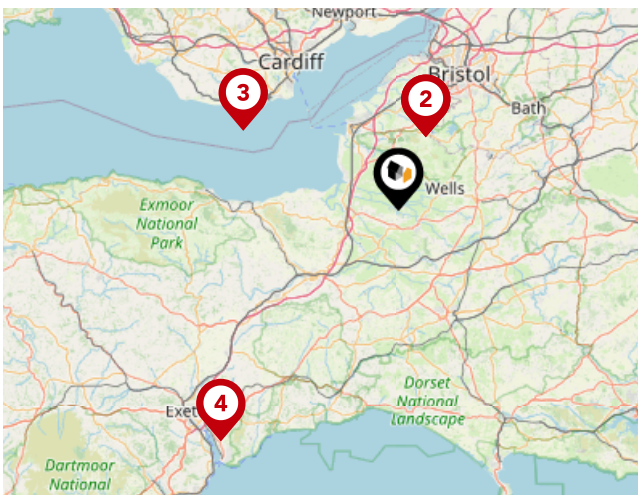 Newport
Cardiff
3
Bristol
2
Bath
Wells
Exmoor
National
Park
4
Exet
Dorset
National
Landscape
Dartmoor
National